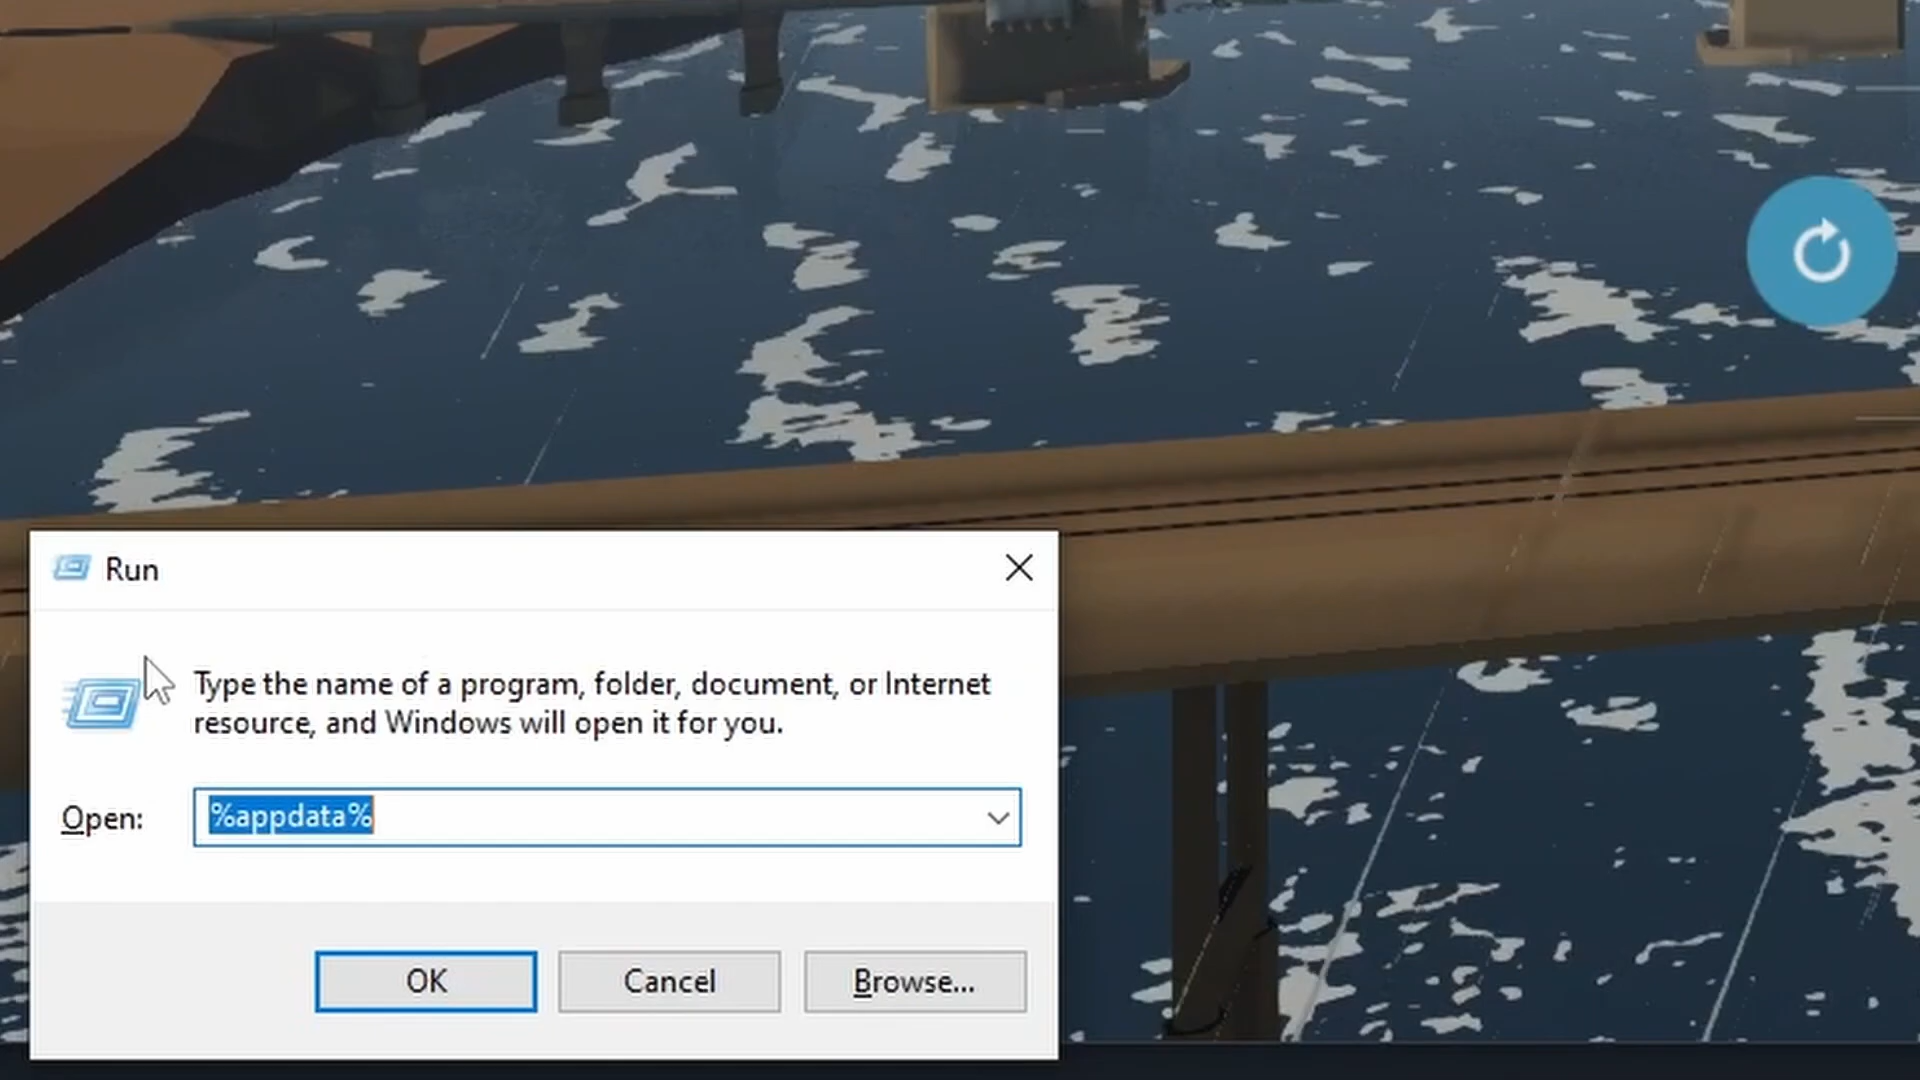 Run
Type the name of a program, folder, document, or Internet
resource, and Windows will open it for you.
Open: %appdata%
OK Cancel Browse...